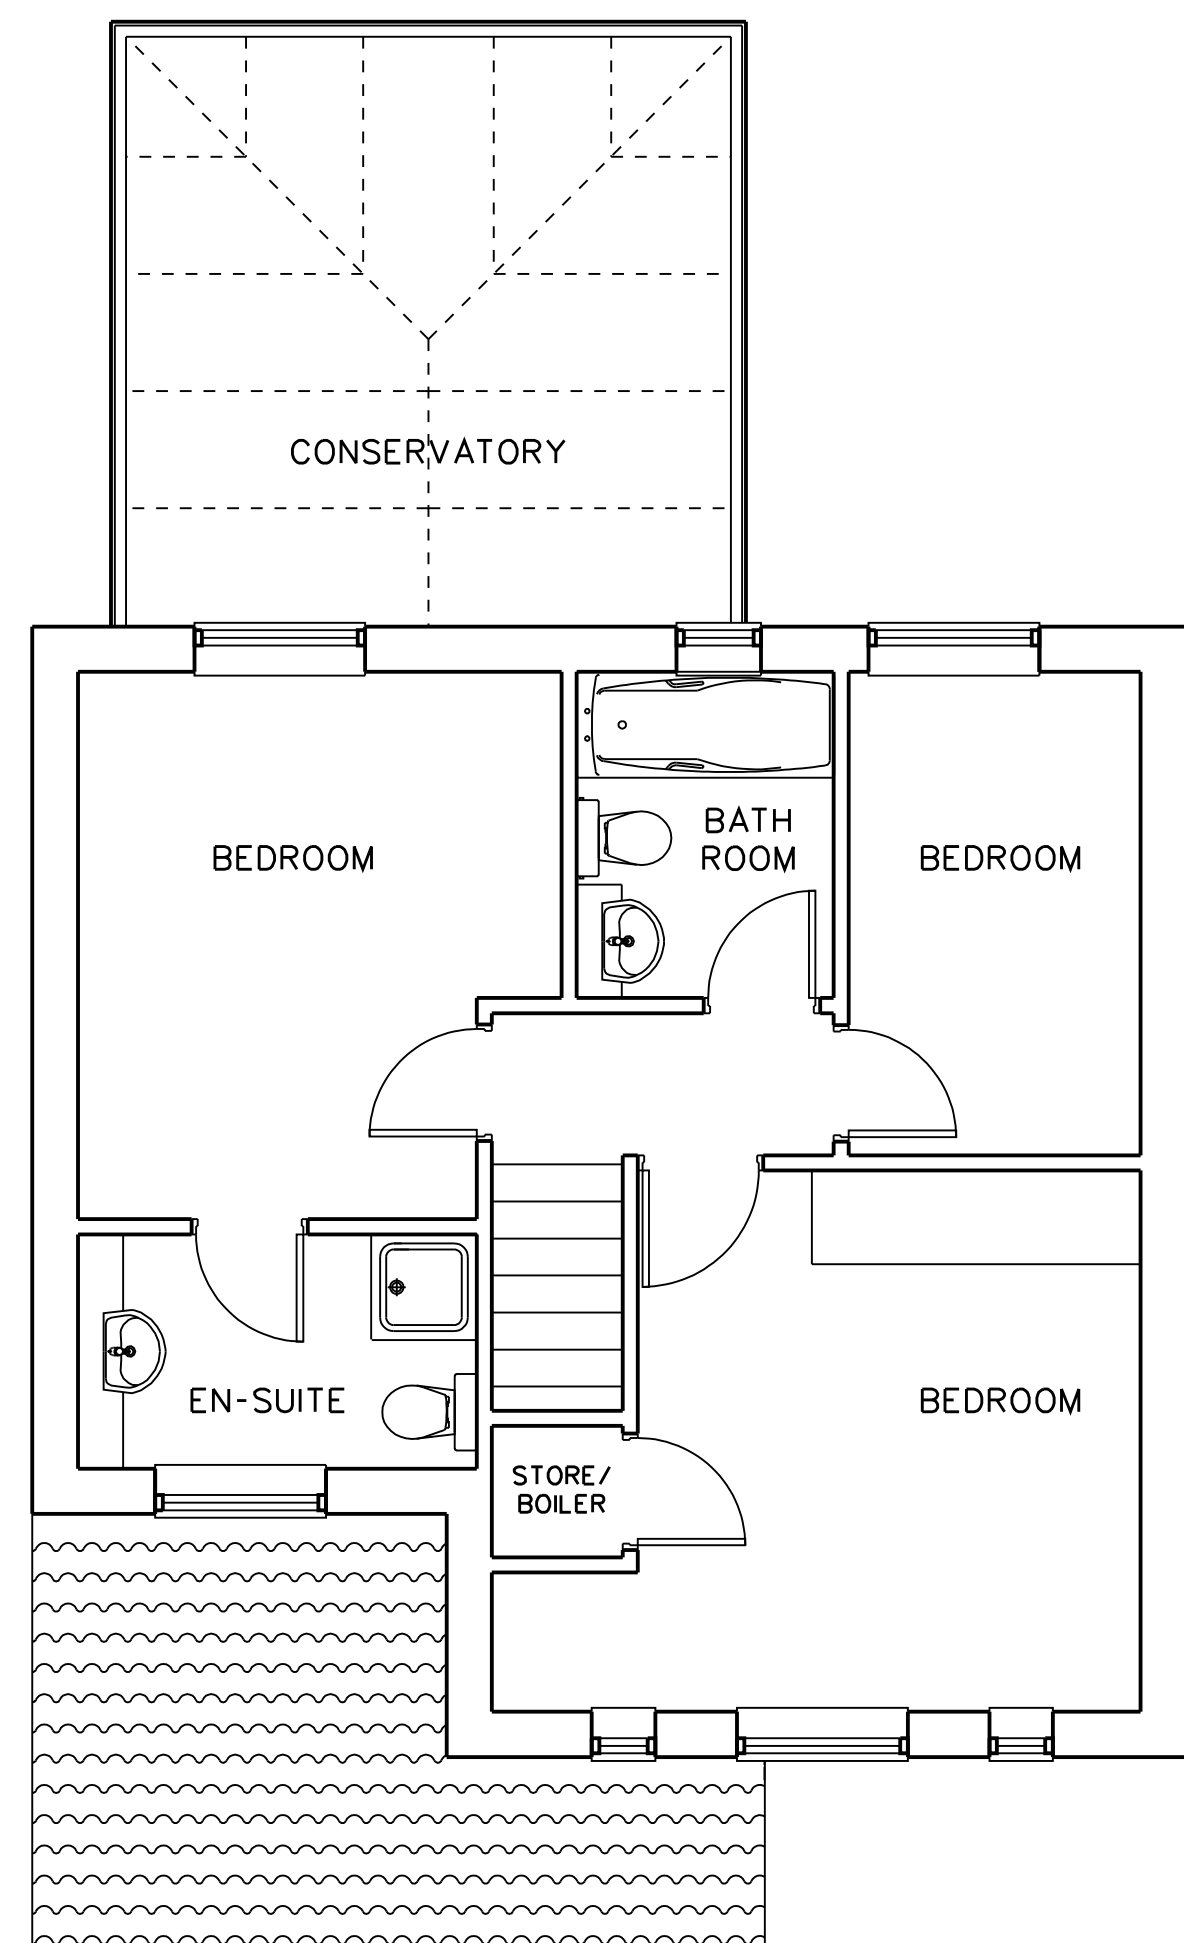 CONSERVATORY
BATH
ROOM
BEDROOM
BEDROOM
EN-SUITE
BEDROOM
STORE/
BOILER